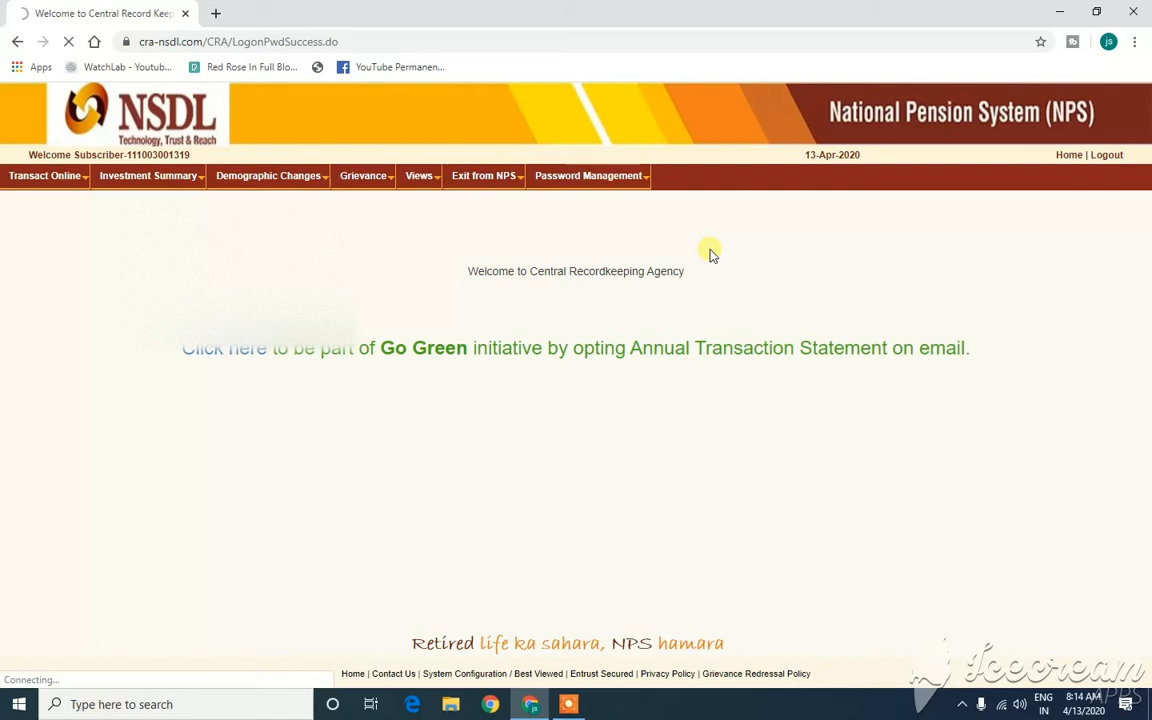 Welcome to Central Record Keep
cra-nsdl.com/CRA/LogonPwdSuccess.do
js
Apps
WatchLab - Youtub...
Red Rose In Full Blo...
YouTube Permanen...
NSDL
Technology, Trust & Reach
National Pension System (NPS)
Welcome Subscriber-111003001319
13-Apr-2020
Home | Logout
Transact Online
Investment Summary
Demographic Changes
Grievance
Views
Exit from NPS
Password Management
Welcome to Central Recordkeeping Agency
Click here to be part of Go Green initiative by opting Annual Transaction Statement on email.
Retired life ka sahara, NPS hamara
Home | Contact Us | System Configuration / Best Viewed | Entrust Secured | Privacy Policy | Grievance Redressal Policy
Connecting...
Icecream
APPS
Type here to search
js
ENG
IN
8:14 AM
4/13/2020